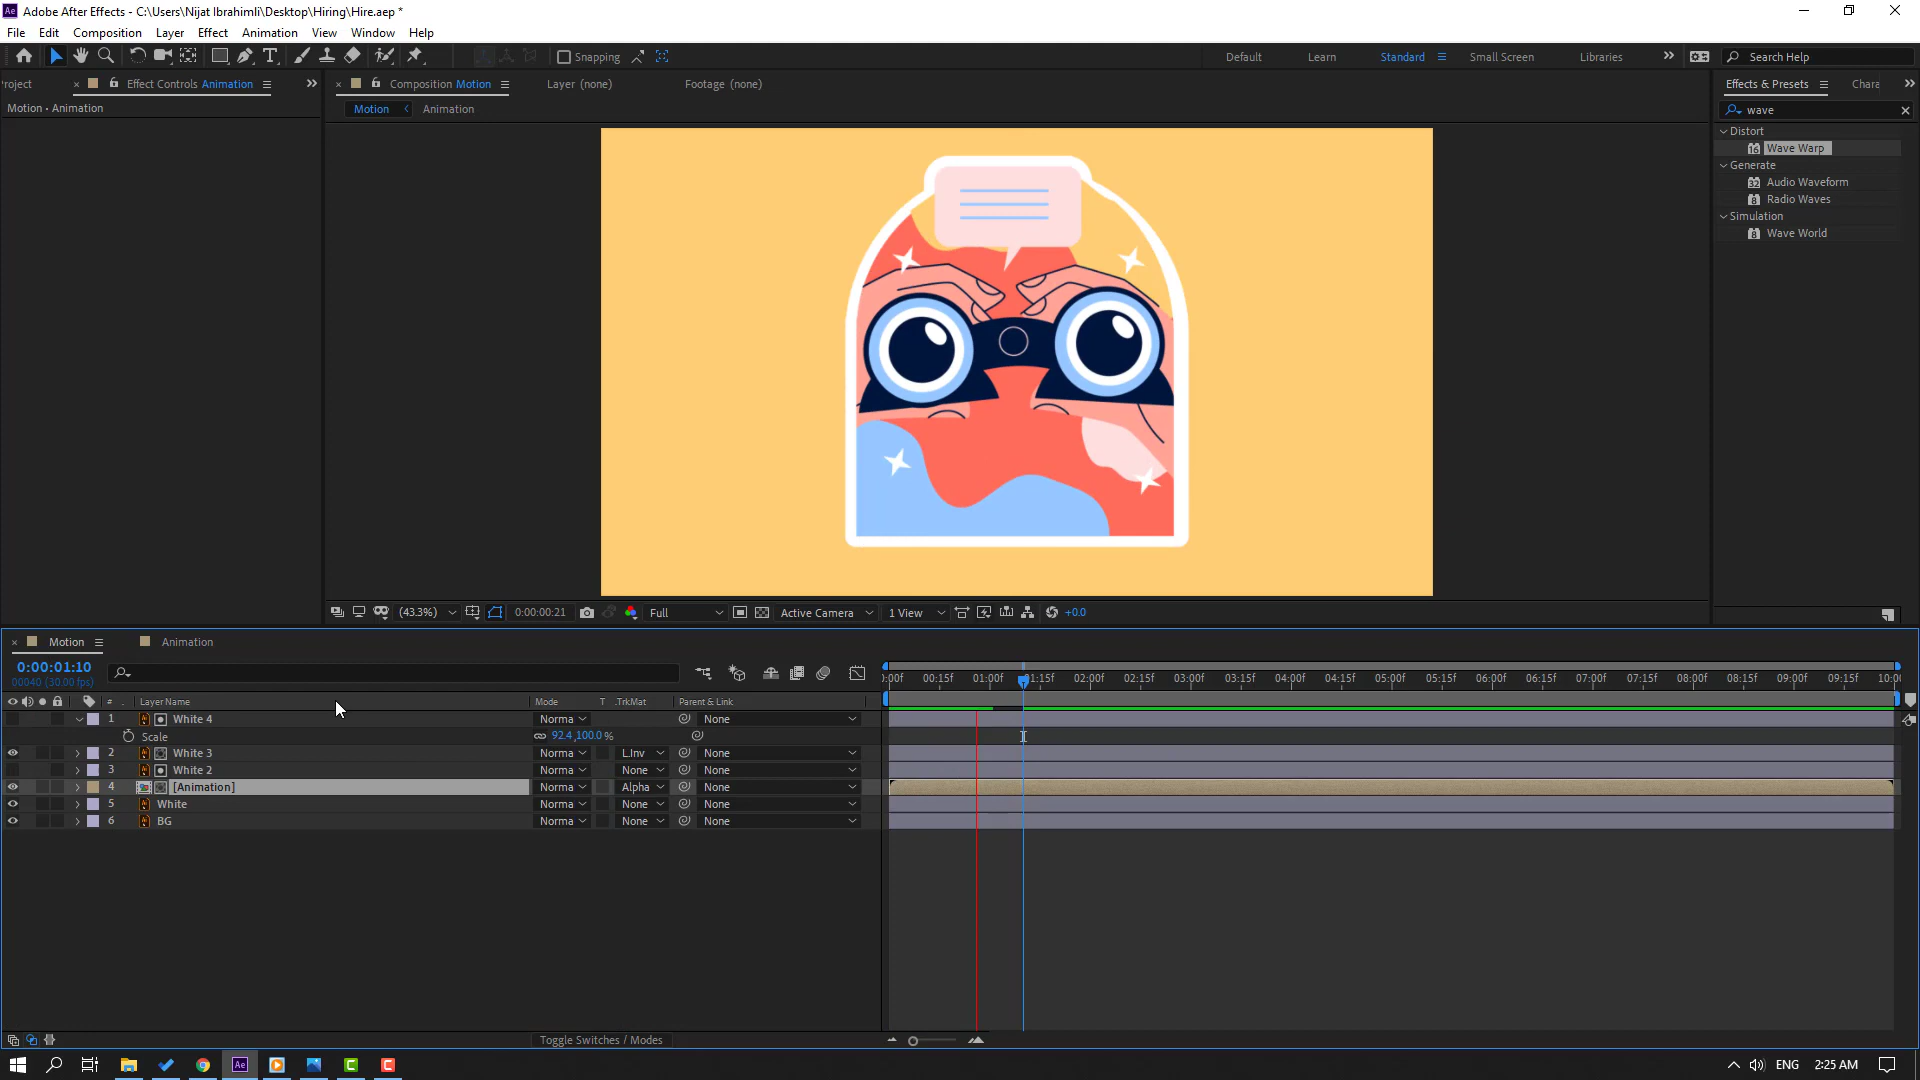 Adobe After Effects - C:\Users\Nijat Ibrahimli\Desktop\Hiring\Hire.aep *
File Edit Composition Layer Effect Animation View Window Help
Snapping Default Learn Standard Small Screen Libraries Search Help
roject Effect Controls Animation Composition Motion Layer (none) Footage (none) Effects & Presets Chara
Motion • Animation Motion Animation wave
Distort
Wave Warp
Generate
Audio Waveform
Radio Waves
Simulation
Wave World
(43.3%) 0:00:00:21 Full Active Camera 1 View +0.0
Motion Animation
0:00:01:10
00040 (30.00 fps)
0:00f 00:15f 01:00f 01:15f 02:00f 02:15f 03:00f 03:15f 04:00f 04:15f 05:00f 05:15f 06:00f 06:15f 07:00f 07:15f 08:00f 08:15f 09:00f 09:15f 10:00
# . Layer Name Mode T .TrkMat Parent & Link
1 White 4 Norma None
Scale 92.4 ,100.0 %
2 White 3 Norma L.Inv None
3 White 2 Norma None None
4 [Animation] Norma Alpha None
5 White Norma None None
6 BG Norma None None
Toggle Switches / Modes
ENG 2:25 AM